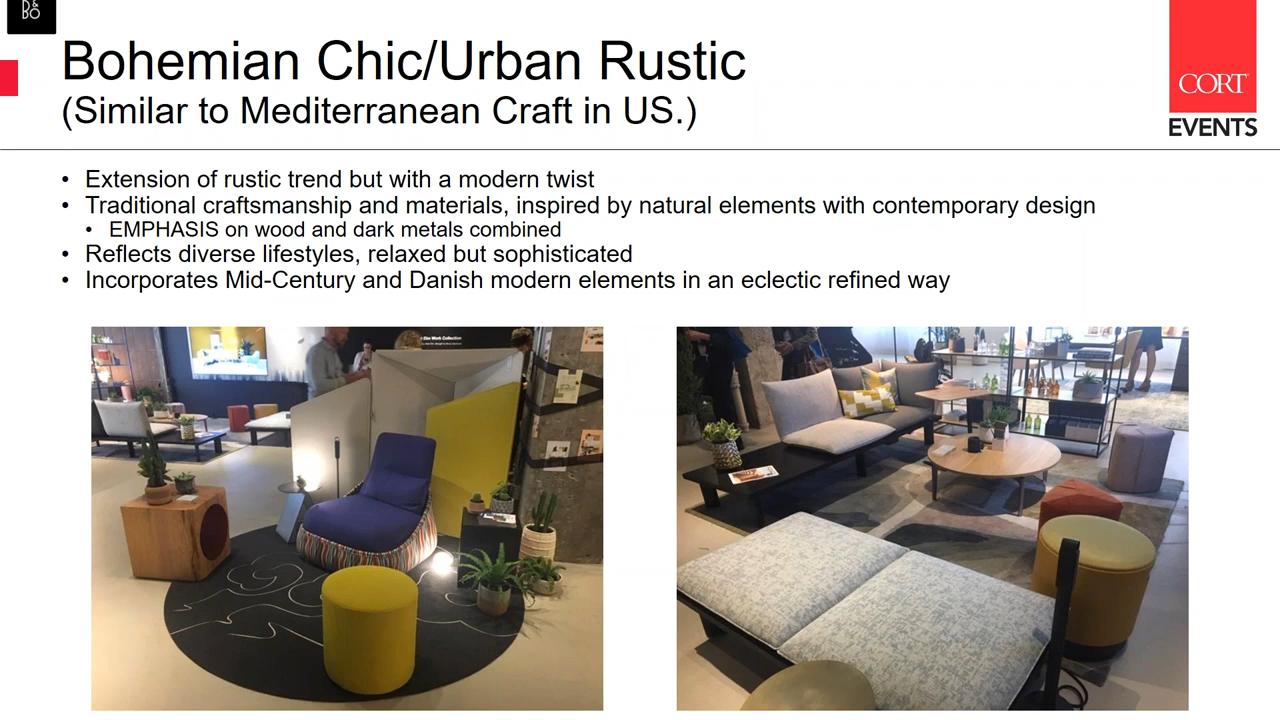 D&
BO
Bohemian Chic/Urban Rustic
(Similar to Mediterranean Craft in US.)
CORT
EVENTS
• Extension of rustic trend but with a modern twist
• Traditional craftsmanship and materials, inspired by natural elements with contemporary design
• EMPHASIS on wood and dark metals combined
• Reflects diverse lifestyles, relaxed but sophisticated
• Incorporates Mid-Century and Danish modern elements in an eclectic refined way
Elm Work Collection